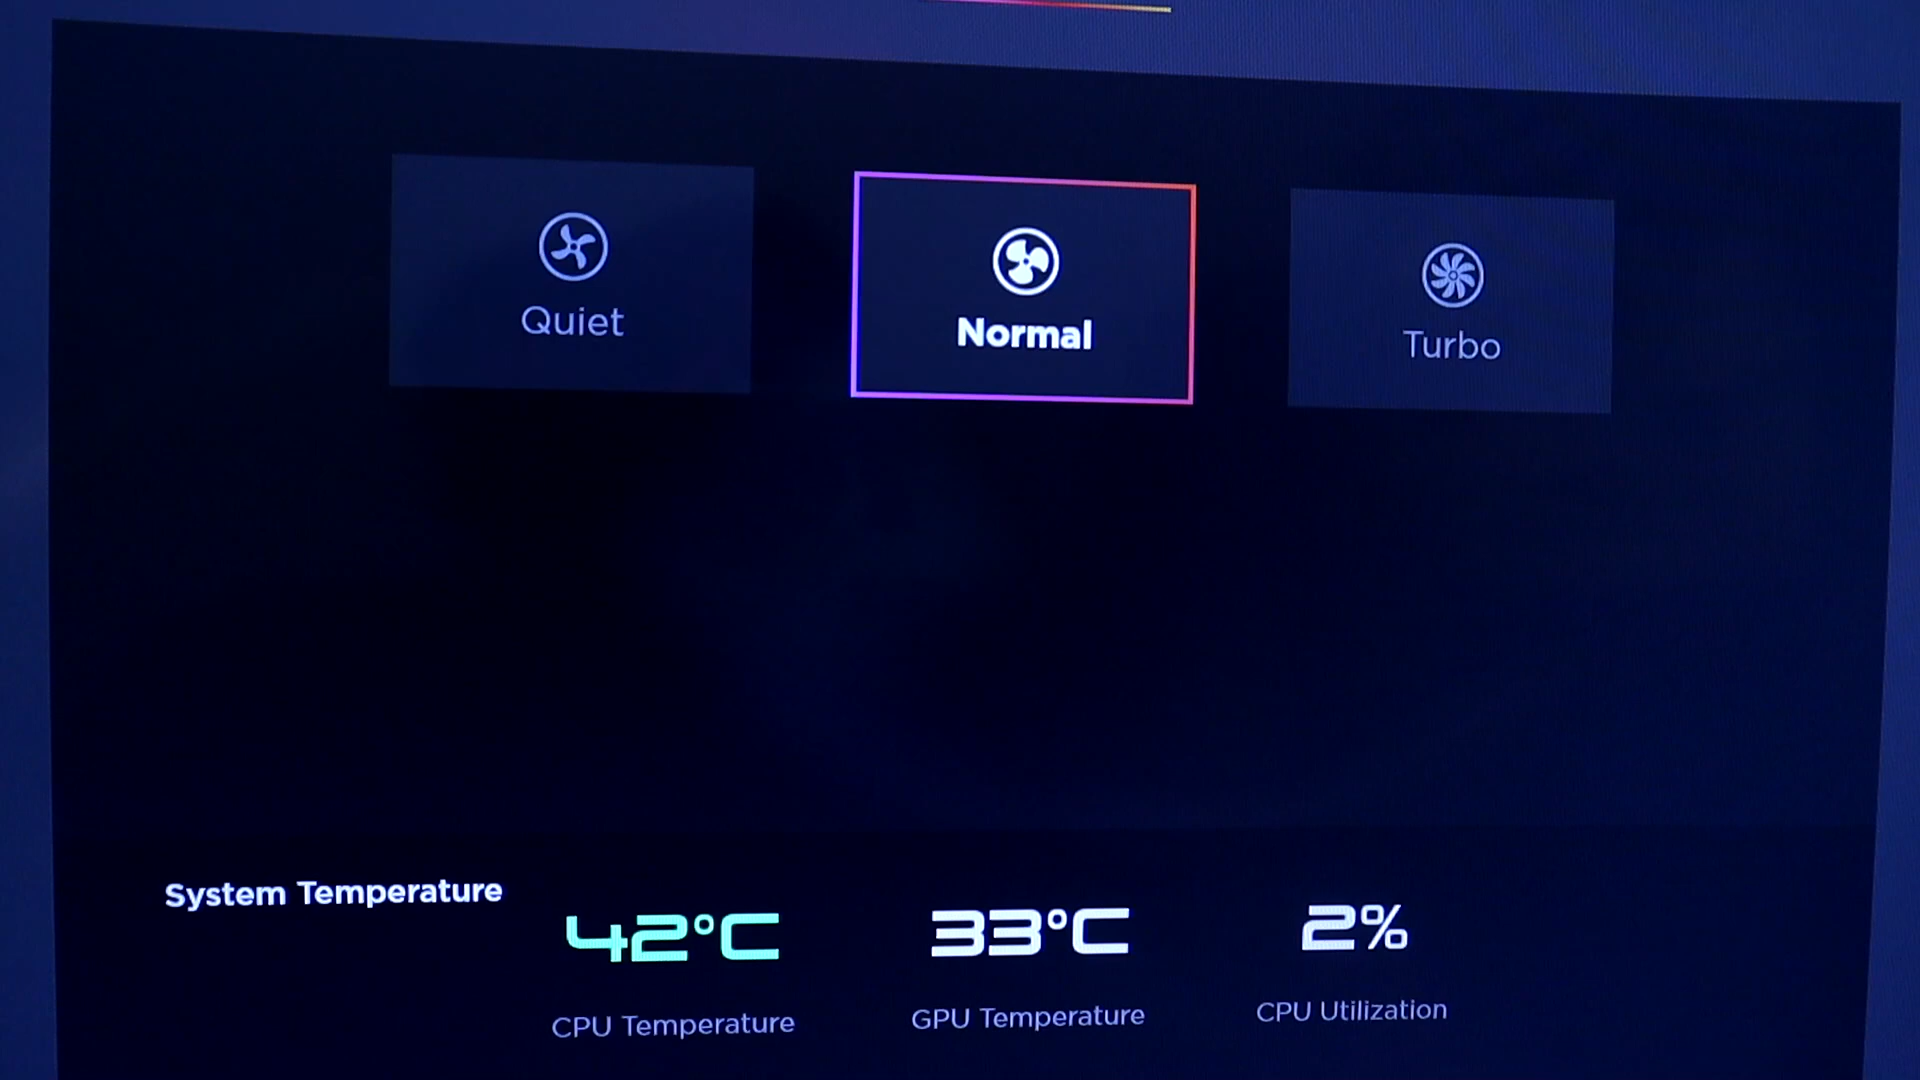 Quiet
Normal
Turbo
System Temperature
42°C
33°C
2%
CPU Temperature
GPU Temperature
CPU Utilization